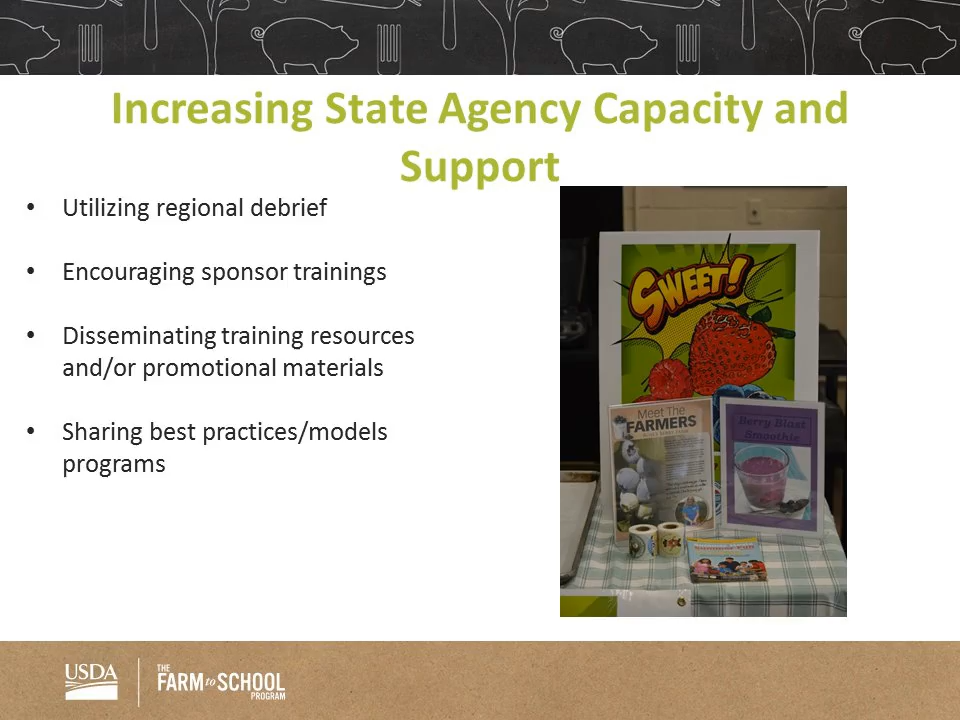 Increasing State Agency Capacity and
Support
• Utilizing regional debrief
• Encouraging sponsor trainings
• Disseminating training resources
and/or promotional materials
• Sharing best practices/models
programs
SWEET!
Meet The
FARMERS
Berry Blast
Smoothie
USDA
THE
FARM to SCHOOL
PROGRAM